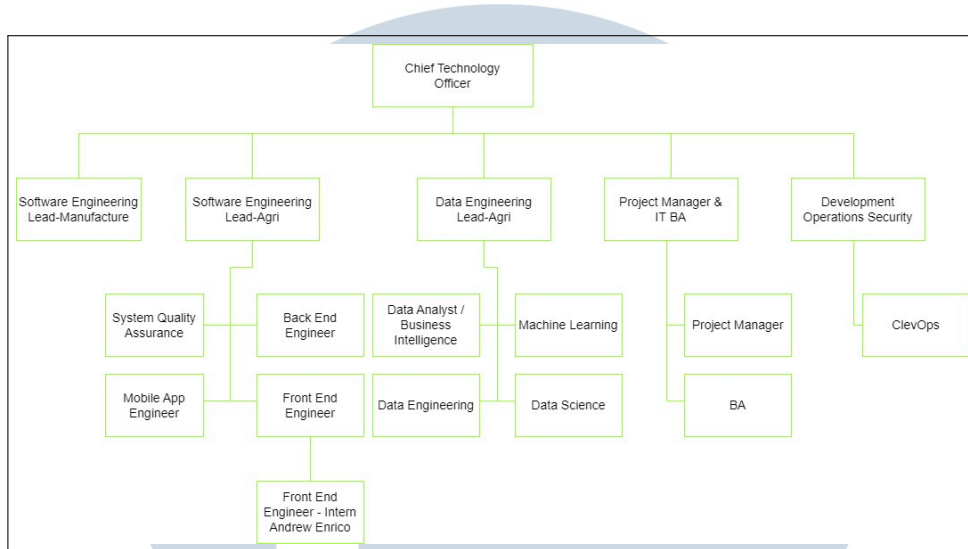 Chief Technology
Officer
Software Engineering
Lead-Manufacture
Software Engineering
Lead-Agri
Data Engineering
Lead-Agri
Project Manager &
IT BA
Development
Operations Security
System Quality
Assurance
Back End
Engineer
Data Analyst /
Business
Intelligence
Machine Learning
Project Manager
ClevOps
Mobile App
Engineer
Front End
Engineer
Data Engineering
Data Science
BA
Front End
Engineer - Intern
Andrew Enrico